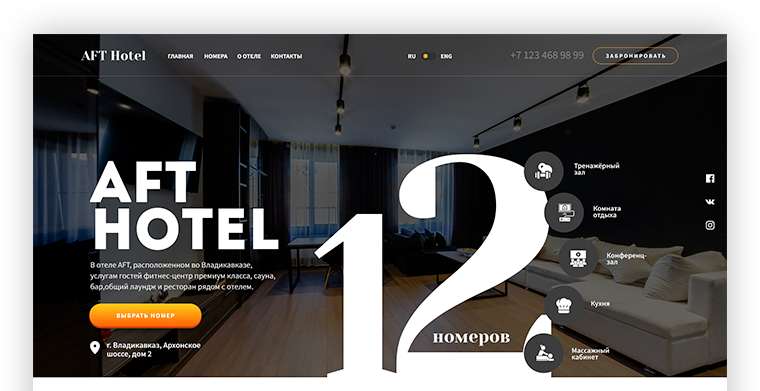 AFT Hotel
ГЛАВНАЯ НОМЕРА О ОТЕЛЕ КОНТАКТЫ
RU ENG
+7 123 468 98 99
ЗАБРОНИРОВАТЬ
AFT
HOTEL
В отеле AFT, расположенном во Владикавказе,
услугам гостей фитнес-центр премиум класса, сауна,
бар,общий лаундж и ресторан рядом с отелем.
ВЫБРАТЬ НОМЕР
г. Владикавказ, Архонское
шоссе, дом 2
12
номеров
Тренажёрный
зал
Комната
отдыха
Конференц-
зал
Кухня
Массажный
кабинет